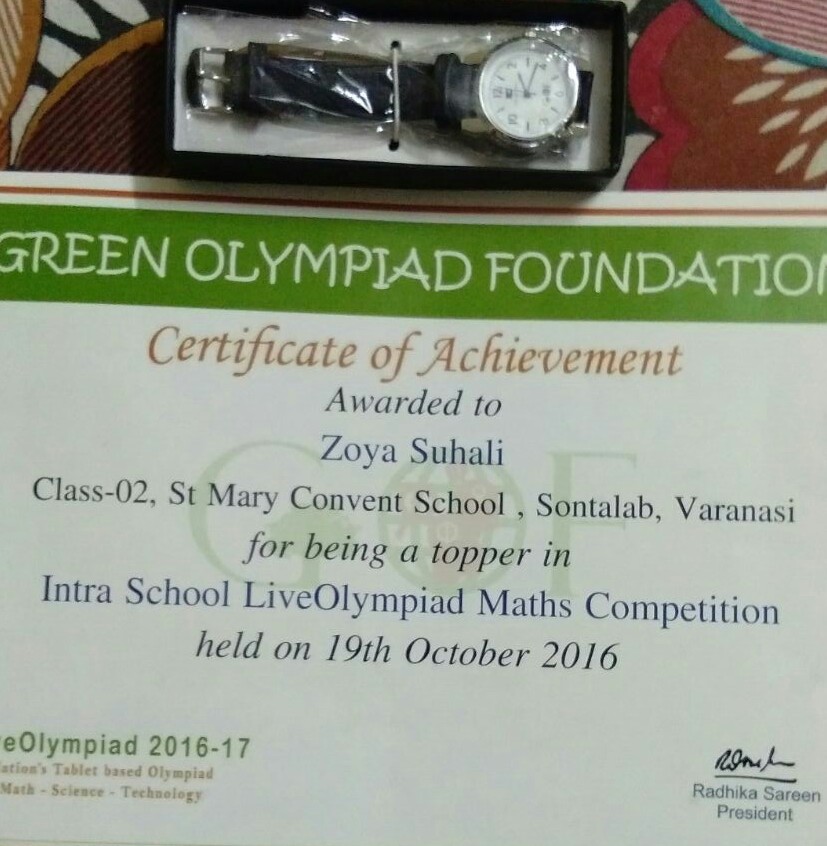 GREEN OLYMPIAD FOUNDATION
Certificate of Achievement
Awarded to
Zoya Suhali
Class-02, St Mary Convent School , Sontalab, Varanasi
for being a topper in
Intra School LiveOlympiad Maths Competition
held on 19th October 2016
G F
eOlympiad 2016-17
ation's Tablet based Olympiad
Math - Science - Technology
Radhika Sareen
President